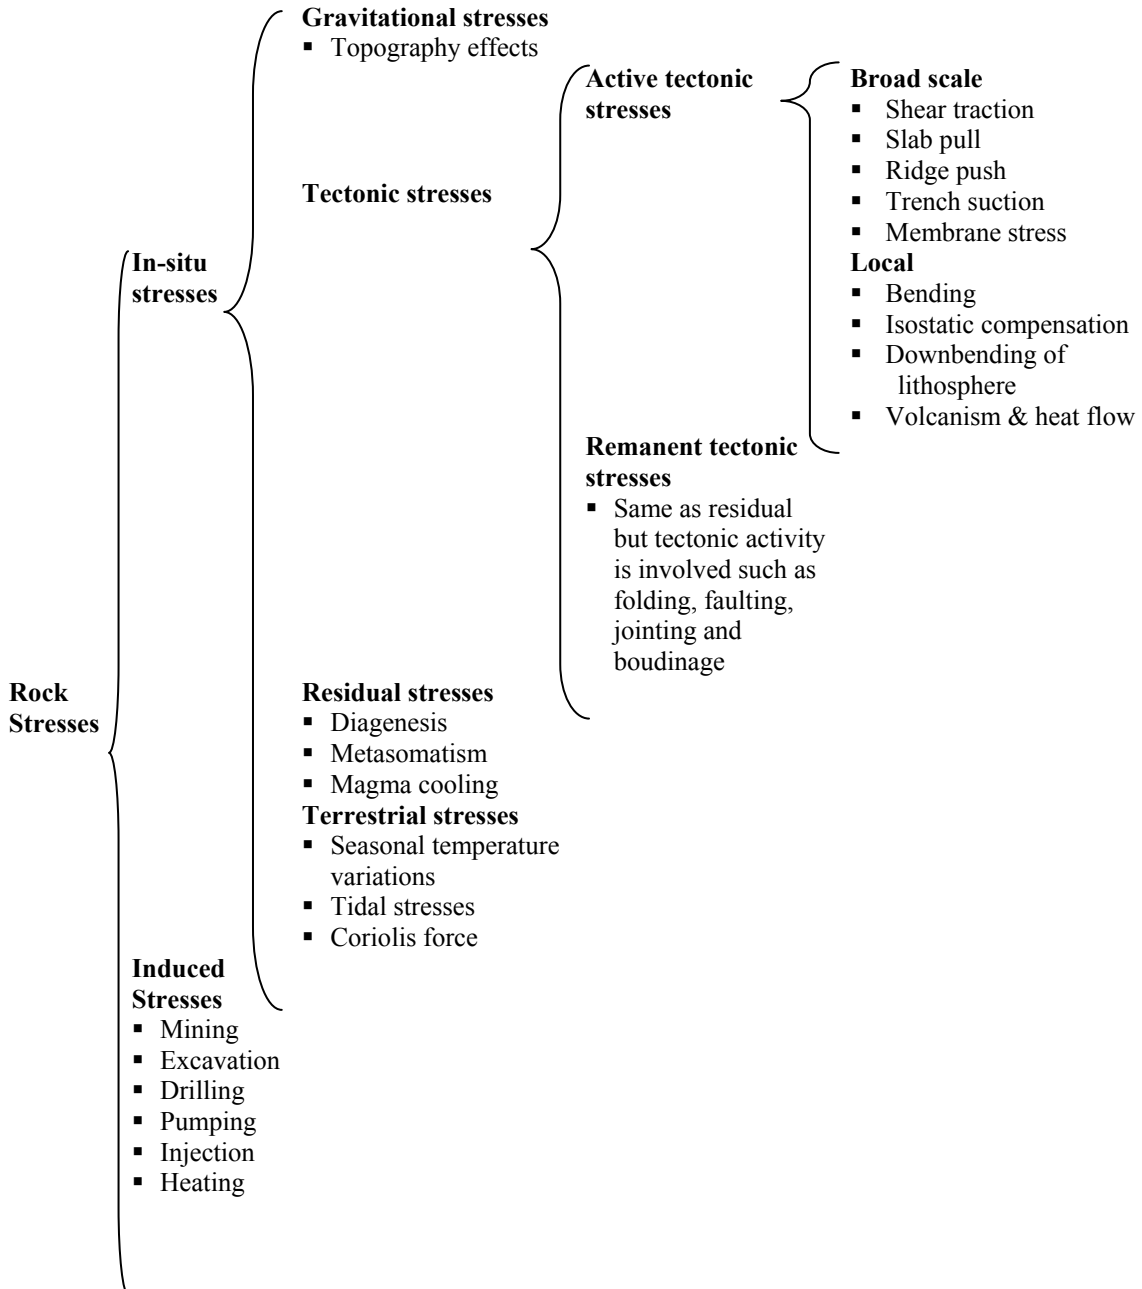 Rock
Stresses
In-situ
stresses
Gravitational stresses
▪ Topography effects
Tectonic stresses
Active tectonic
stresses
Broad scale
▪ Shear traction
▪ Slab pull
▪ Ridge push
▪ Trench suction
▪ Membrane stress
Local
▪ Bending
▪ Isostatic compensation
▪ Downbending of
lithosphere
▪ Volcanism & heat flow
Remanent tectonic
stresses
▪ Same as residual
but tectonic activity
is involved such as
folding, faulting,
jointing and
boudinage
Residual stresses
▪ Diagenesis
▪ Metasomatism
▪ Magma cooling
Terrestrial stresses
▪ Seasonal temperature
variations
▪ Tidal stresses
▪ Coriolis force
Induced
Stresses
▪ Mining
▪ Excavation
▪ Drilling
▪ Pumping
▪ Injection
▪ Heating